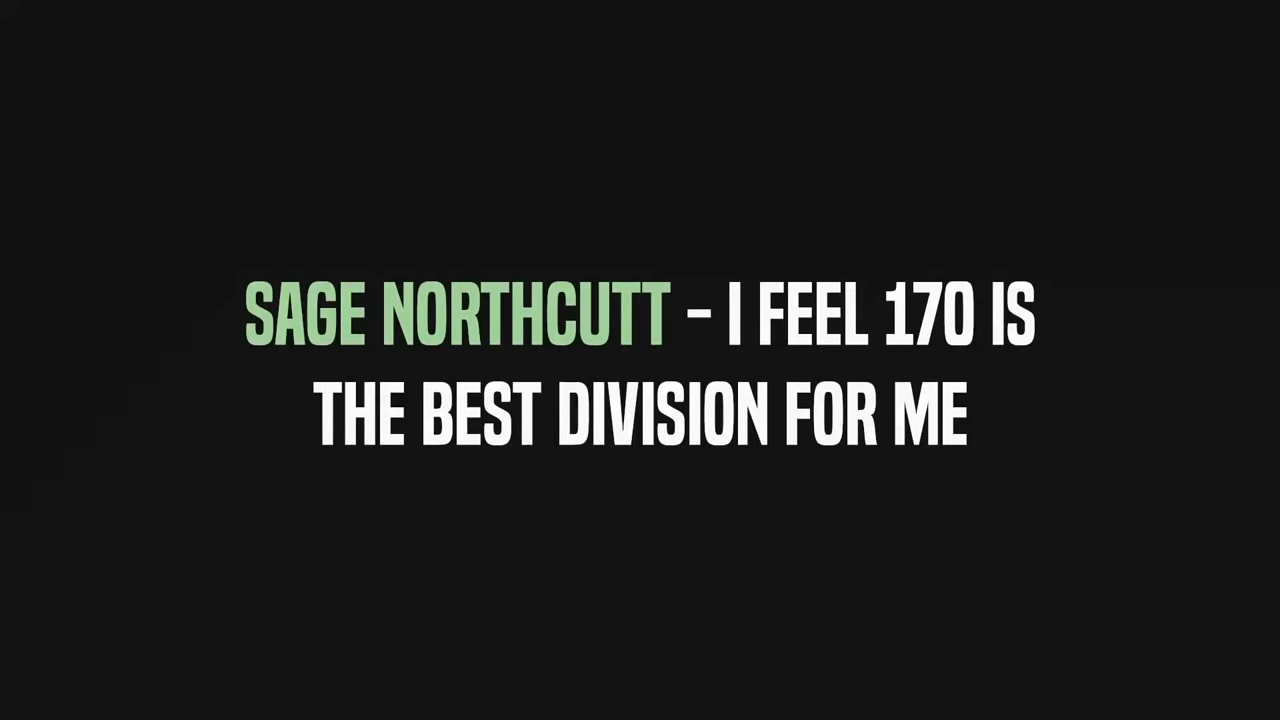 SAGE NORTHCUTT - I FEEL 170 IS
THE BEST DIVISION FOR ME